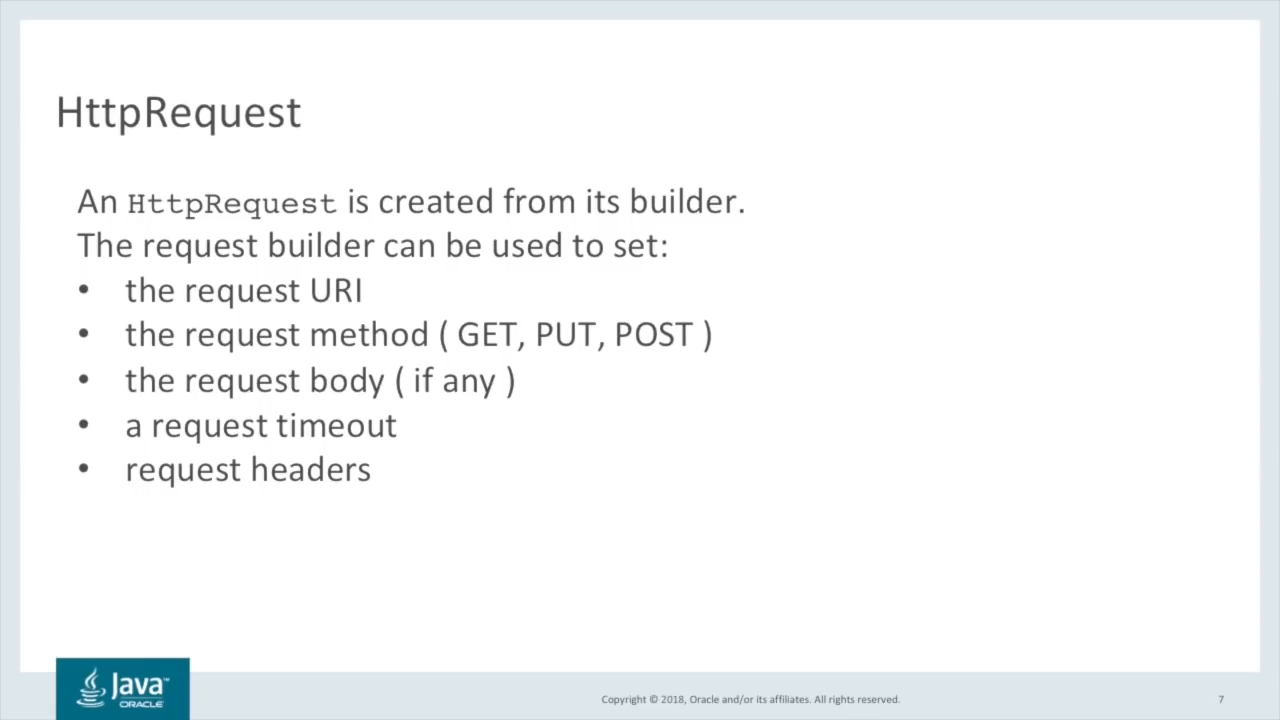 HttpRequest
An HttpRequest is created from its builder.
The request builder can be used to set:
• the request URI
• the request method ( GET, PUT, POST )
• the request body ( if any )
• a request timeout
• request headers
Java™
ORACLE
Copyright © 2018, Oracle and/or its affiliates. All rights reserved.
7